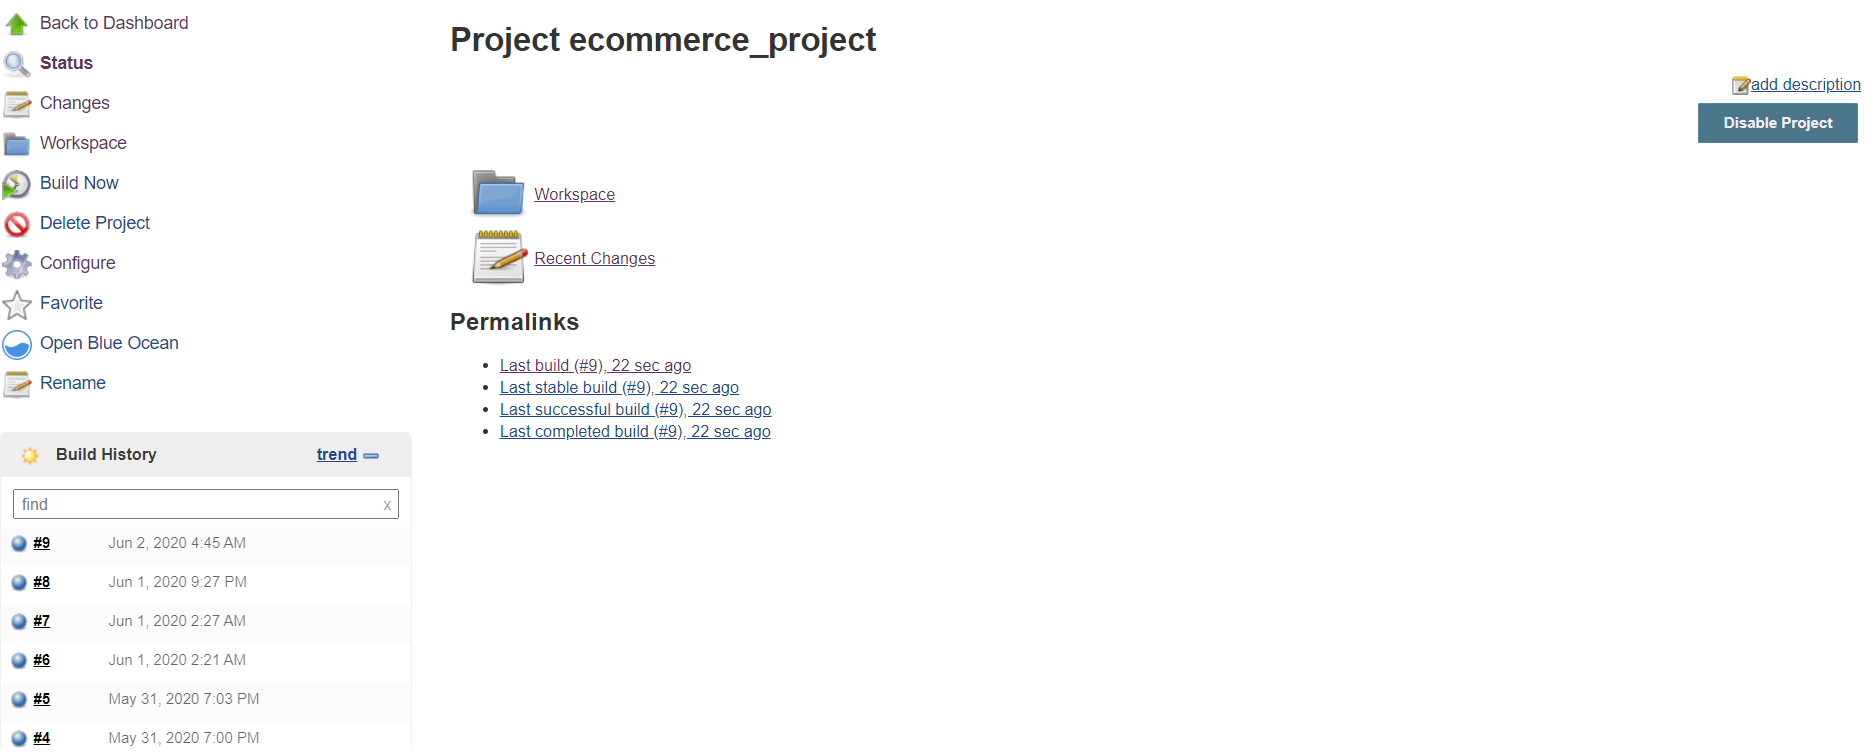 Back to Dashboard
Status
Changes
Workspace
Build Now
Delete Project
Configure
Favorite
Open Blue Ocean
Rename
Build History trend
find x
#9 Jun 2, 2020 4:45 AM
#8 Jun 1, 2020 9:27 PM
#7 Jun 1, 2020 2:27 AM
#6 Jun 1, 2020 2:21 AM
#5 May 31, 2020 7:03 PM
#4 May 31, 2020 7:00 PM
Project ecommerce_project
add description
Disable Project
Workspace
Recent Changes
Permalinks
Last build (#9), 22 sec ago
Last stable build (#9), 22 sec ago
Last successful build (#9), 22 sec ago
Last completed build (#9), 22 sec ago